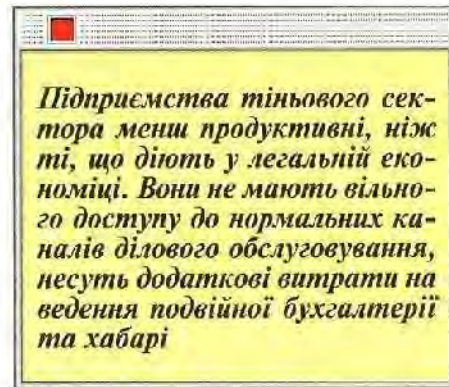 Підприємства тіньового сек-
тора менш продуктивні, ніж
ті, що діють у легальній еко-
номіці. Вони не мають вільно-
го доступу до нормальних ка-
налів ділового обслуговування,
несуть додаткові витрати на
ведення подвійної бухгалтерії
та хабарі